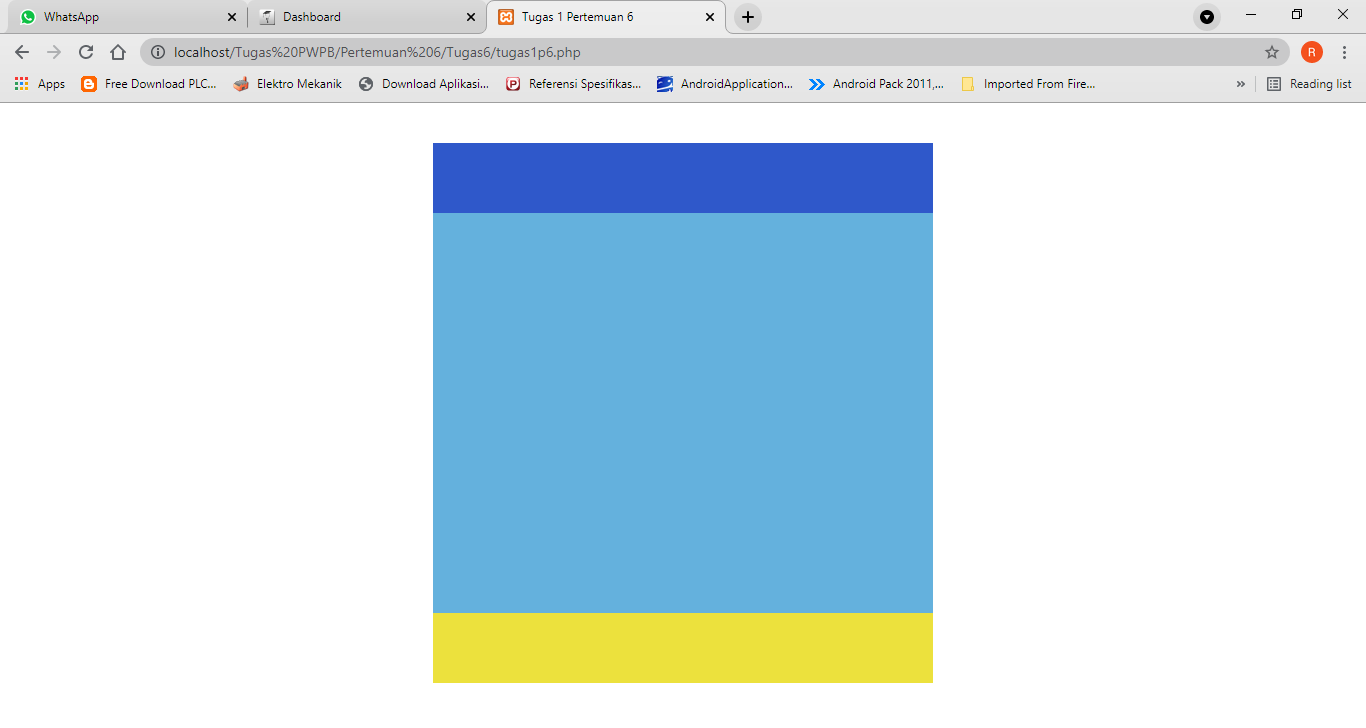 WhatsApp
Dashboard
Tugas 1 Pertemuan 6
localhost/Tugas%20PWPB/Pertemuan%206/Tugas6/tugas1p6.php
R
Apps
Free Download PLC...
Elektro Mekanik
Download Aplikasi...
Referensi Spesifikas...
AndroidApplication...
Android Pack 2011,...
Imported From Fire...
Reading list